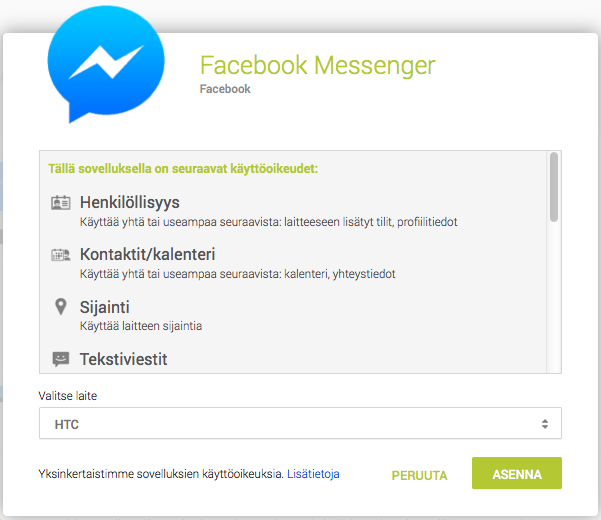 Facebook Messenger
Facebook
Tällä sovelluksella on seuraavat käyttöoikeudet:
Henkilöllisyys
Käyttää yhtä tai useampaa seuraavista: laitteeseen lisätyt tilit, profiilitiedot
Kontaktit/kalenteri
Käyttää yhtä tai useampaa seuraavista: kalenteri, yhteystiedot
Sijainti
Käyttää laitteen sijaintia
Tekstiviestit
Valitse laite
HTC
Yksinkertaistimme sovelluksien käyttöoikeuksia. Lisätietoja PERUUTA ASENNA